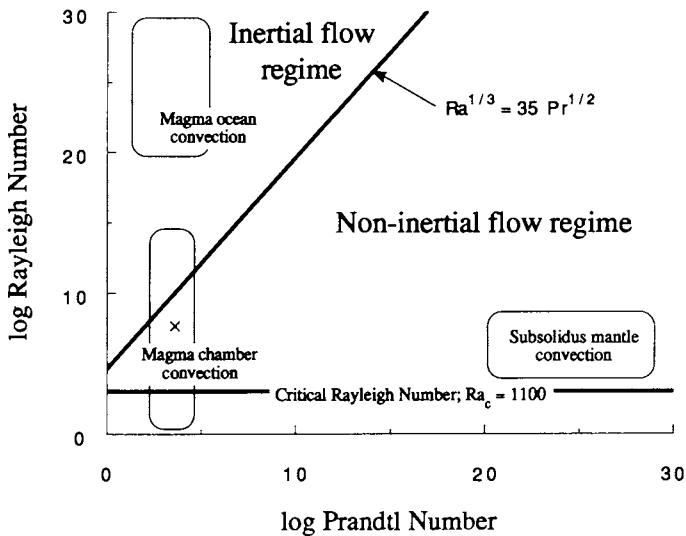 30
20
10
0
log Rayleigh Number
Inertial flow
regime
Ra^1/3 = 35 Pr^1/2
Magma ocean
convection
Non-inertial flow regime
×
Magma chamber
convection
Subsolidus mantle
convection
Critical Rayleigh Number; Ra_c = 1100
0
10
20
30
log Prandtl Number